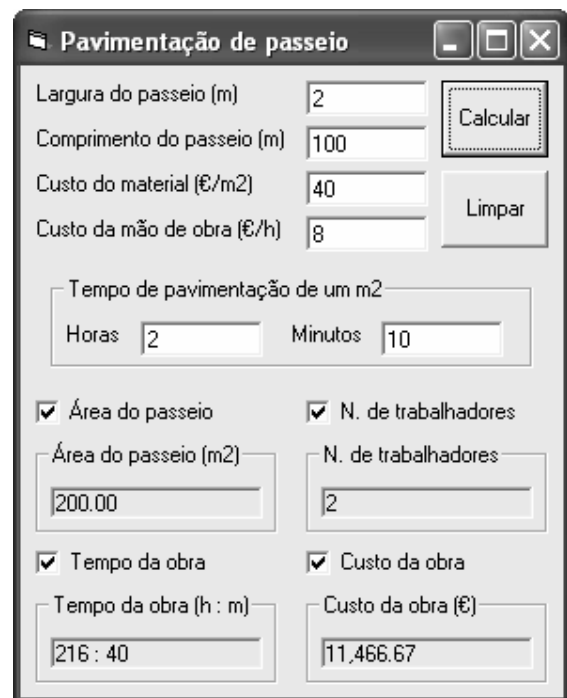 Pavimentação de passeio
Largura do passeio (m) 2
Calcular
Comprimento do passeio (m) 100
Custo do material (€/m2) 40
Limpar
Custo da mão de obra (€/h) 8
Tempo de pavimentação de um m2
Horas 2 Minutos 10
Área do passeio N. de trabalhadores
Área do passeio (m2) N. de trabalhadores
200.00 2
Tempo da obra Custo da obra
Tempo da obra (h : m) Custo da obra (€)
216 : 40 11,466.67